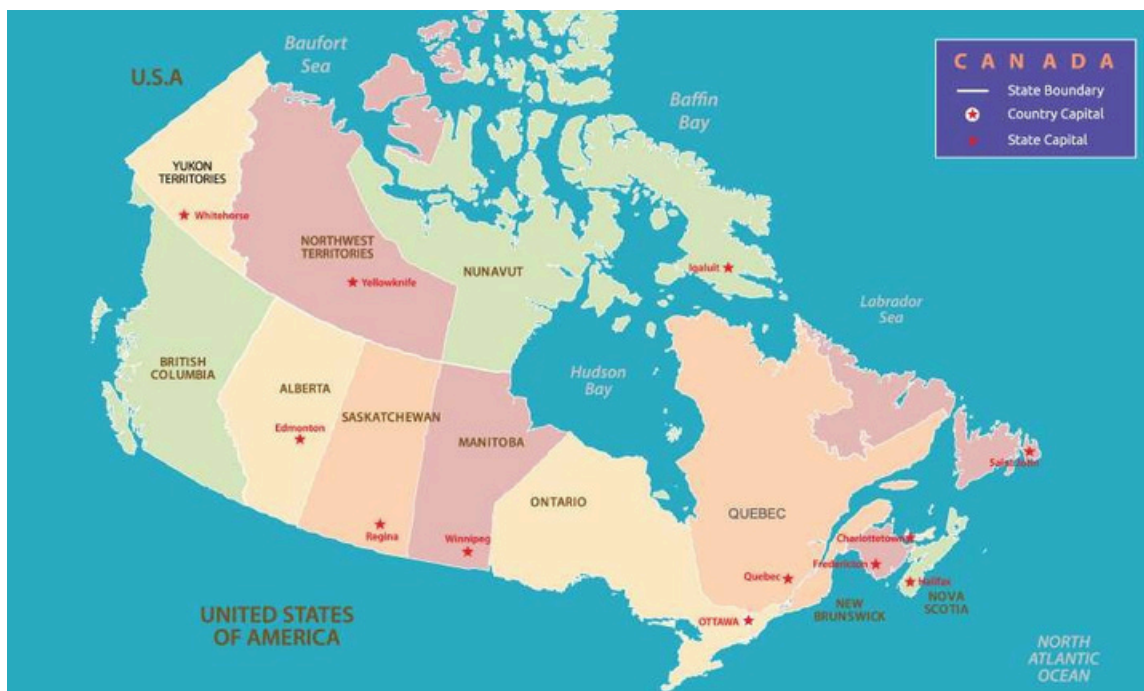 Baufort
Sea
U.S.A
CANADA
State Boundary
Country Capital
State Capital
Baffin
Bay
YUKON
TERRITORIES
Whitehorse
NORTHWEST
TERRITORIES
Yellowknife
NUNAVUT
Iqaluit
Labrador
Sea
BRITISH
COLUMBIA
ALBERTA
Edmonton
SASKATCHEWAN
Hudson
Bay
MANITOBA
ONTARIO
QUEBEC
Saint John
Regina
Winnipeg
Charlottetown
Fredericton
Quebec
Halifax
NEW
BRUNSWICK
NOVA
SCOTIA
OTTAWA
UNITED STATES
OF AMERICA
NORTH
ATLANTIC
OCEAN